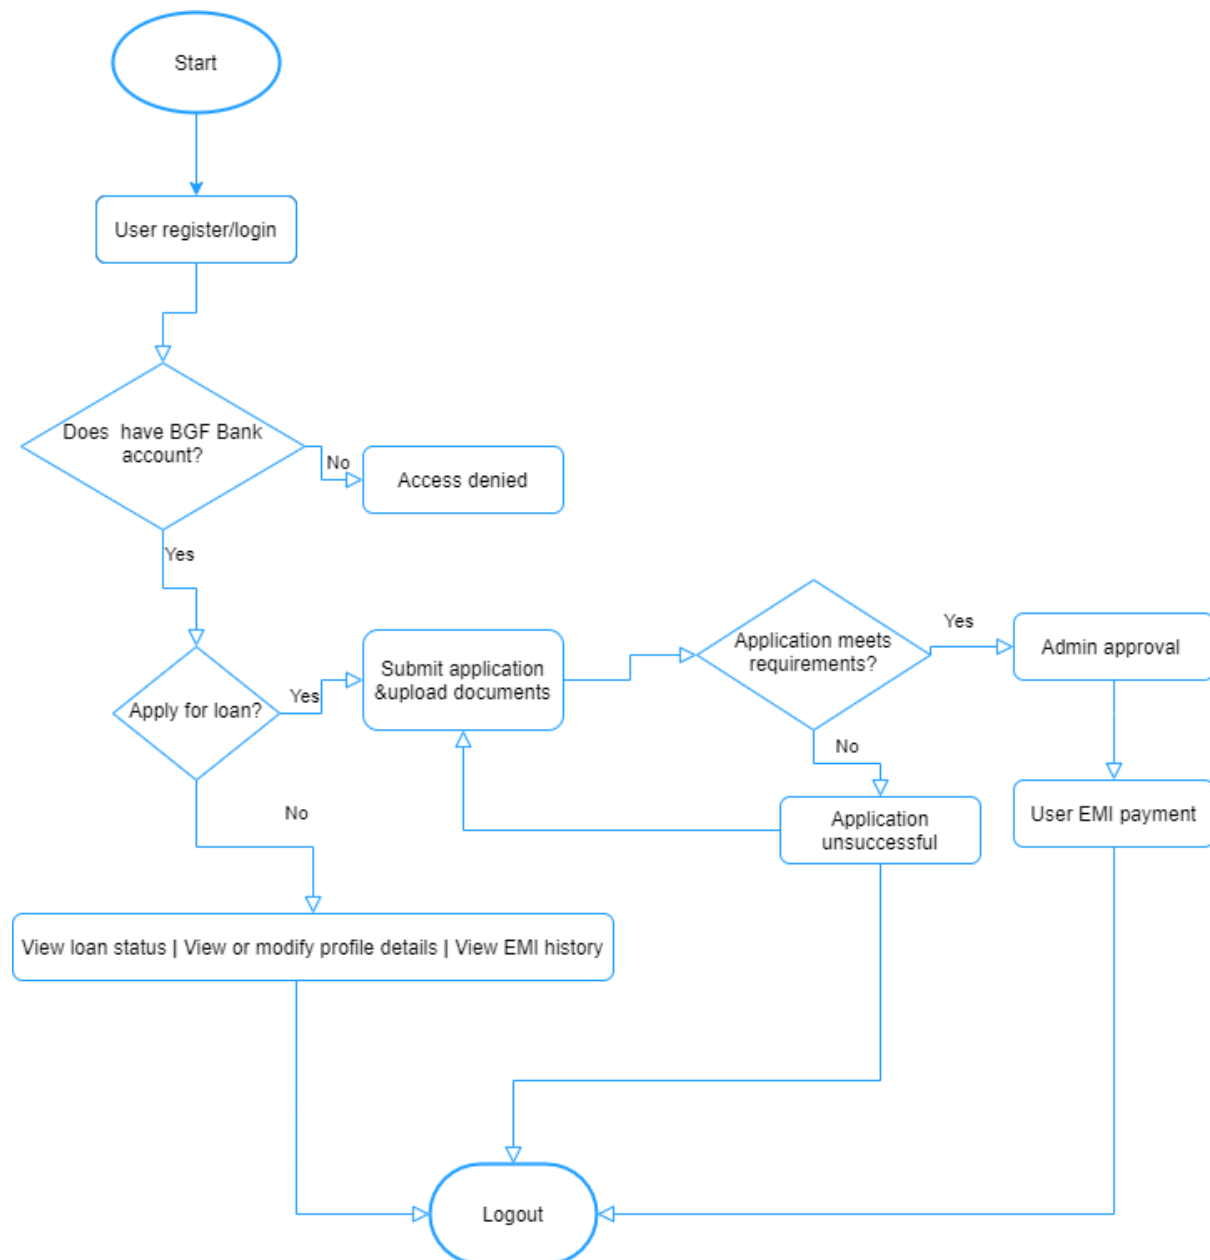 Start
User register/login
Does  have BGF Bank
account?
No
Access denied
Yes
Apply for loan?
Yes
Submit application
&upload documents
Application meets
requirements?
Yes
Admin approval
No
Application
unsuccessful
User EMI payment
No
View loan status | View or modify profile details | View EMI history
Logout